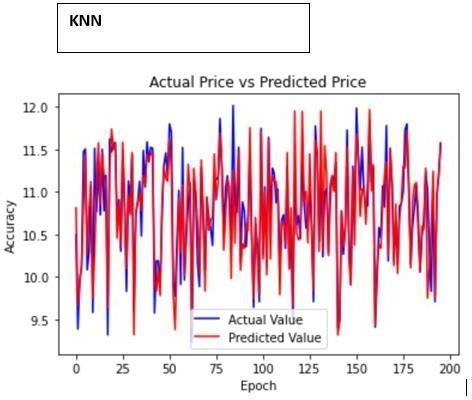 KNN
Actual Price vs Predicted Price
12.0
11.5
11.0
10.5
10.0
9.5
Accuracy
Actual Value
Predicted Value
0 25 50 75 100 125 150 175 200
Epoch